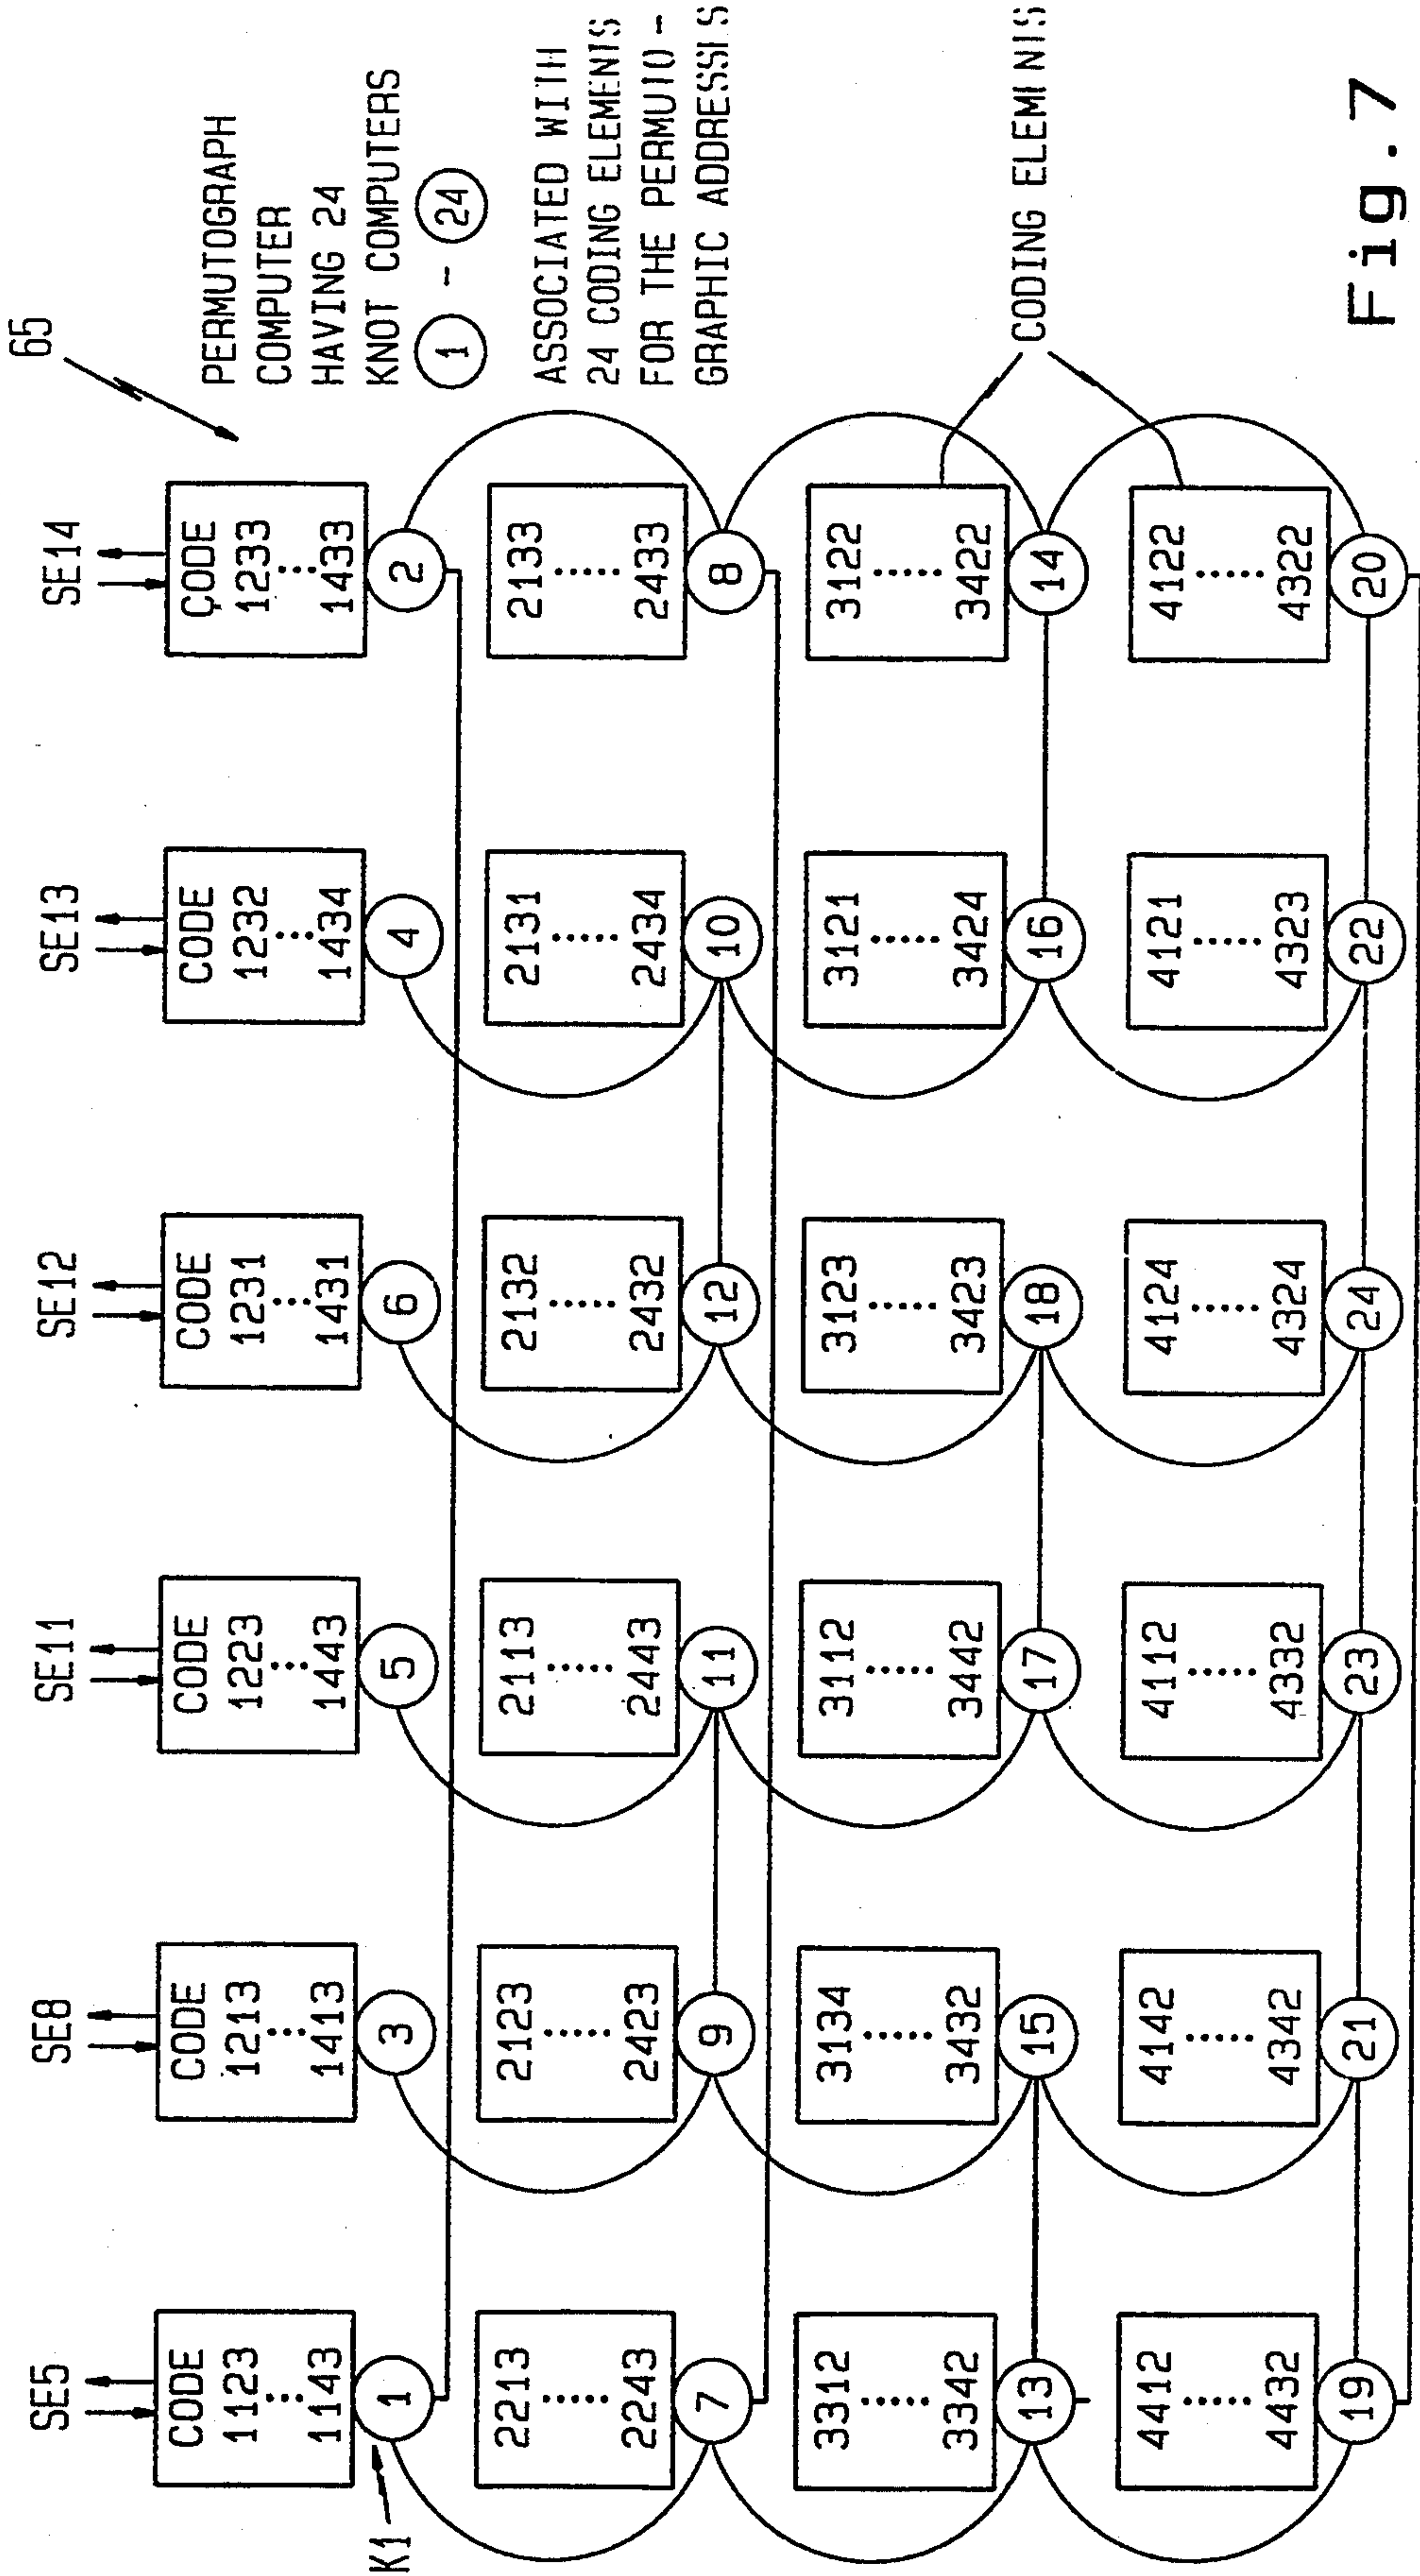 65
PERMUTOGRAPH
COMPUTER
HAVING 24
KNOT COMPUTERS
1 - 24
ASSOCIATED WITH
24 CODING ELEMENTS
FOR THE PERMUTO-
GRAPHIC ADDRESSES
CODING ELEMENTS
SE5 SE8 SE11 SE12 SE13 SE14
CODE CODE CODE CODE CODE CODE
1123 1213 1223 1231 1232 1233
1143 1413 1443 1431 1434 1433
K1
1 3 5 6 4 2
2213 2123 2113 2132 2131 2133
2243 2423 2443 2432 2434 2433
7 9 11 12 10 8
3312 3134 3112 3123 3121 3122
3342 3432 3442 3423 3424 3422
13 15 17 18 16 14
4412 4142 4112 4124 4121 4122
4432 4342 4332 4324 4323 4322
19 21 23 24 22 20
Fig.7